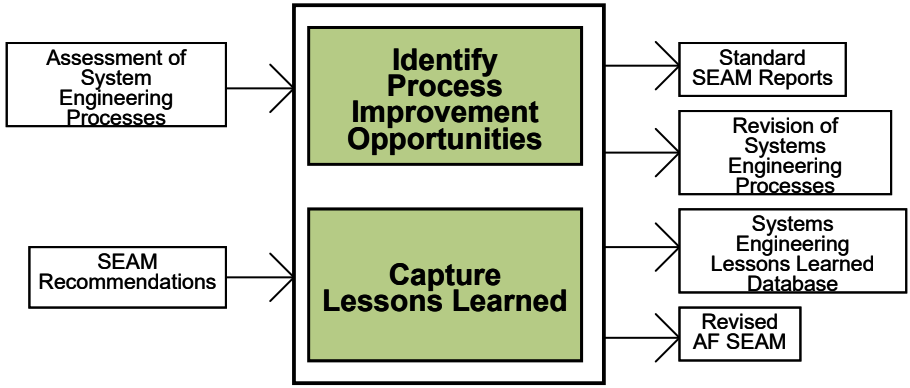 Assessment of
System
Engineering
Processes
SEAM
Recommendations
Identify
Process
Improvement
Opportunities
Capture
Lessons Learned
Standard
SEAM Reports
Revision of
Systems
Engineering
Processes
Systems
Engineering
Lessons Learned
Database
Revised
AF SEAM